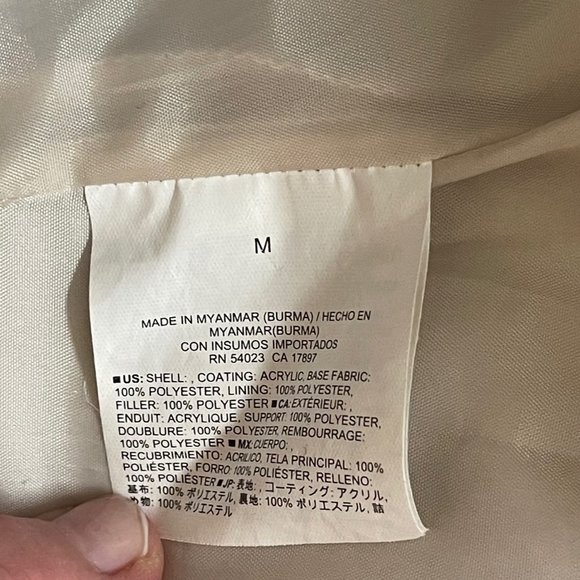 M
MADE IN MYANMAR (BURMA) / HECHO EN
MYANMAR(BURMA)
CON INSUMOS IMPORTADOS
RN 54023 CA 17897
■US: SHELL: , COATING: ACRYLIC, BASE FABRIC:
100% POLYESTER, LINING: 100% POLYESTER,
FILLER: 100% POLYESTER ■CA:EXTÉRIEUR: ,
ENDUIT: ACRYLIQUE, SUPPORT: 100% POLYESTER,
DOUBLURE: 100% POLYESTER, REMBOURRAGE:
100% POLYESTER ■MX: CUERPO: ,
RECUBRIMIENTO: ACRILICO, TELA PRINCIPAL: 100%
POLIÉSTER, FORRO: 100% POLIÉSTER, RELLENO:
100% POLIÉSTER ■JP: 表地: , コーティング: アクリル,
基布: 100% ポリエステル, 裏地: 100% ポリエステル, 詰
め物: 100% ポリエステル